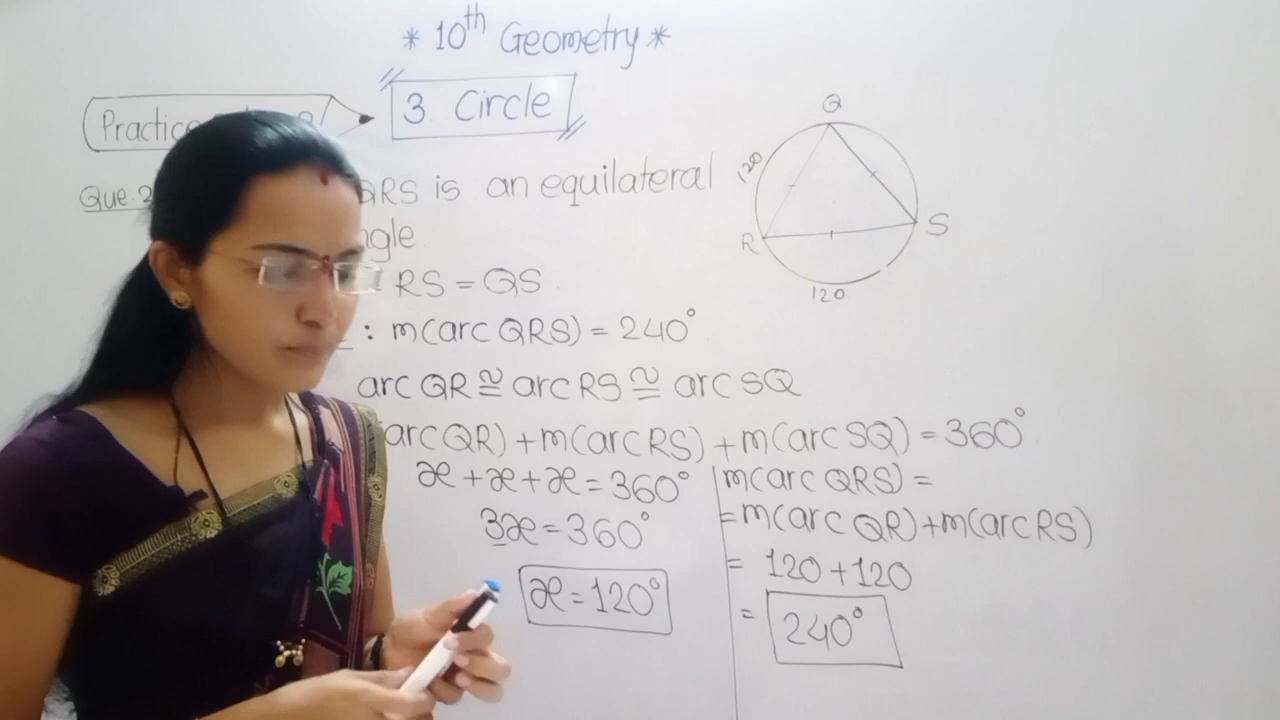 * 10th Geometry *
Practice
3. Circle
Que. 2
QRS is an equilateral
RS = QS
: m(arc QRS) = 240°
arc QR ≅ arc RS ≅ arc SQ
(arc QR) + m(arc RS) + m(arc SQ) = 360°
x + x + x = 360°
3x = 360°
x = 120°
m(arc QRS) =
= m(arc QR) + m(arc RS)
= 120 + 120
= 240°
Q
120
R
S
120